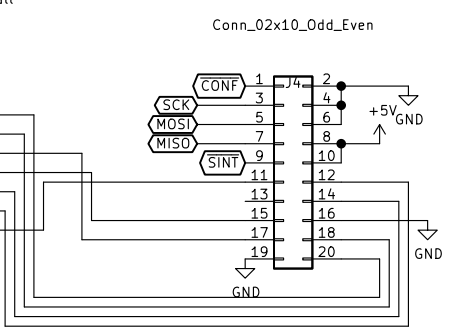 Conn_02x10_Odd_Even
J4
CONF 1 2
SCK 3 4
MOSI 5 6
+5V
GND
MISO 7 8
SINT 9 10
11 12
13 14
15 16
17 18
GND
19 20
GND